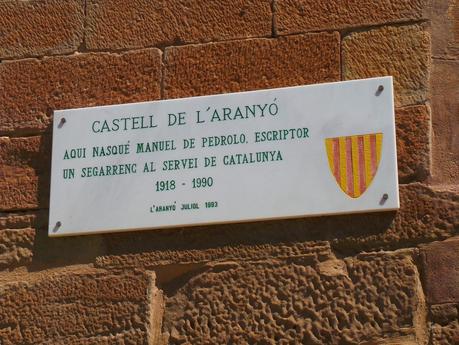 CASTELL DE L'ARANYÓ
AQUI NASQUÉ MANUEL DE PEDROLO, ESCRIPTOR
UN SEGARRENC AL SERVEI DE CATALUNYA
1918 - 1990
L'ARANYÓ JULIOL 1993